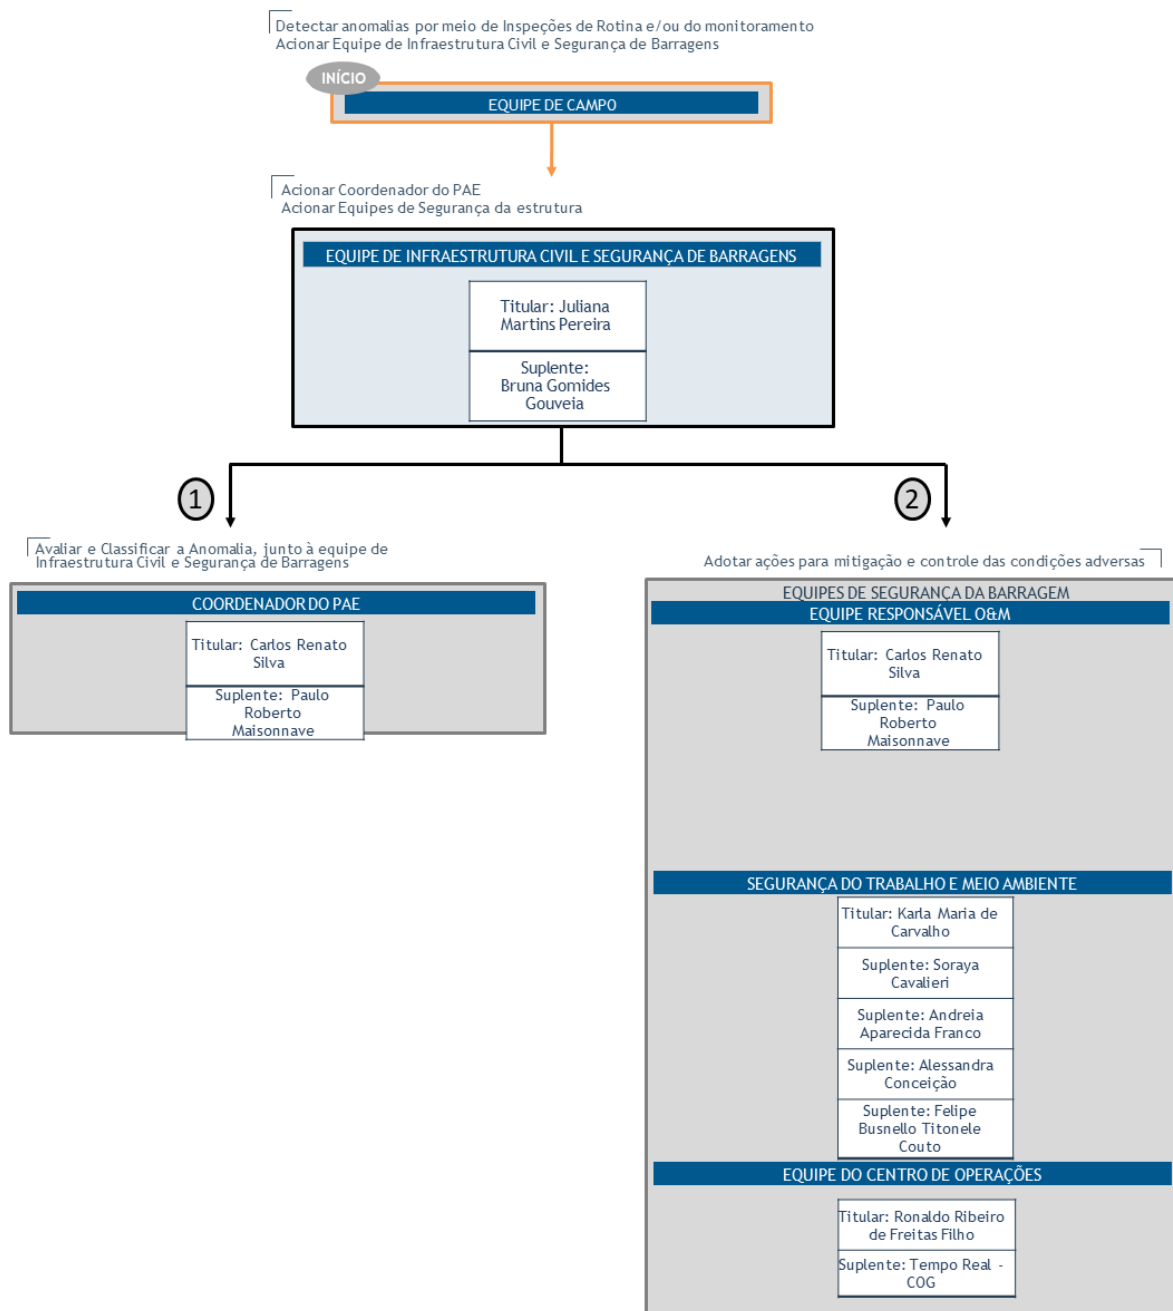 Detectar anomalias por meio de Inspeções de Rotina e/ou do monitoramento
Acionar Equipe de Infraestrutura Civil e Segurança de Barragens
INÍCIO
EQUIPE DE CAMPO
Acionar Coordenador do PAE
Acionar Equipes de Segurança da estrutura
EQUIPE DE INFRAESTRUTURA CIVIL E SEGURANÇA DE BARRAGENS
Titular: Juliana
Martins Pereira
Suplente:
Bruna Gomides
Gouveia
1
2
Avaliar e Classificar a Anomalia, junto à equipe de
Infraestrutura Civil e Segurança de Barragens
COORDENADOR DO PAE
Titular: Carlos Renato
Silva
Suplente: Paulo
Roberto
Maisonnave
Adotar ações para mitigação e controle das condições adversas
EQUIPES DE SEGURANÇA DA BARRAGEM
EQUIPE RESPONSÁVEL O&M
Titular: Carlos Renato
Silva
Suplente: Paulo
Roberto
Maisonnave
SEGURANÇA DO TRABALHO E MEIO AMBIENTE
Titular: Karla Maria de
Carvalho
Suplente: Soraya
Cavalieri
Suplente: Andreia
Aparecida Franco
Suplente: Alessandra
Conceição
Suplente: Felipe
Busnello Titonele
Couto
EQUIPE DO CENTRO DE OPERAÇÕES
Titular: Ronaldo Ribeiro
de Freitas Filho
Suplente: Tempo Real -
COG